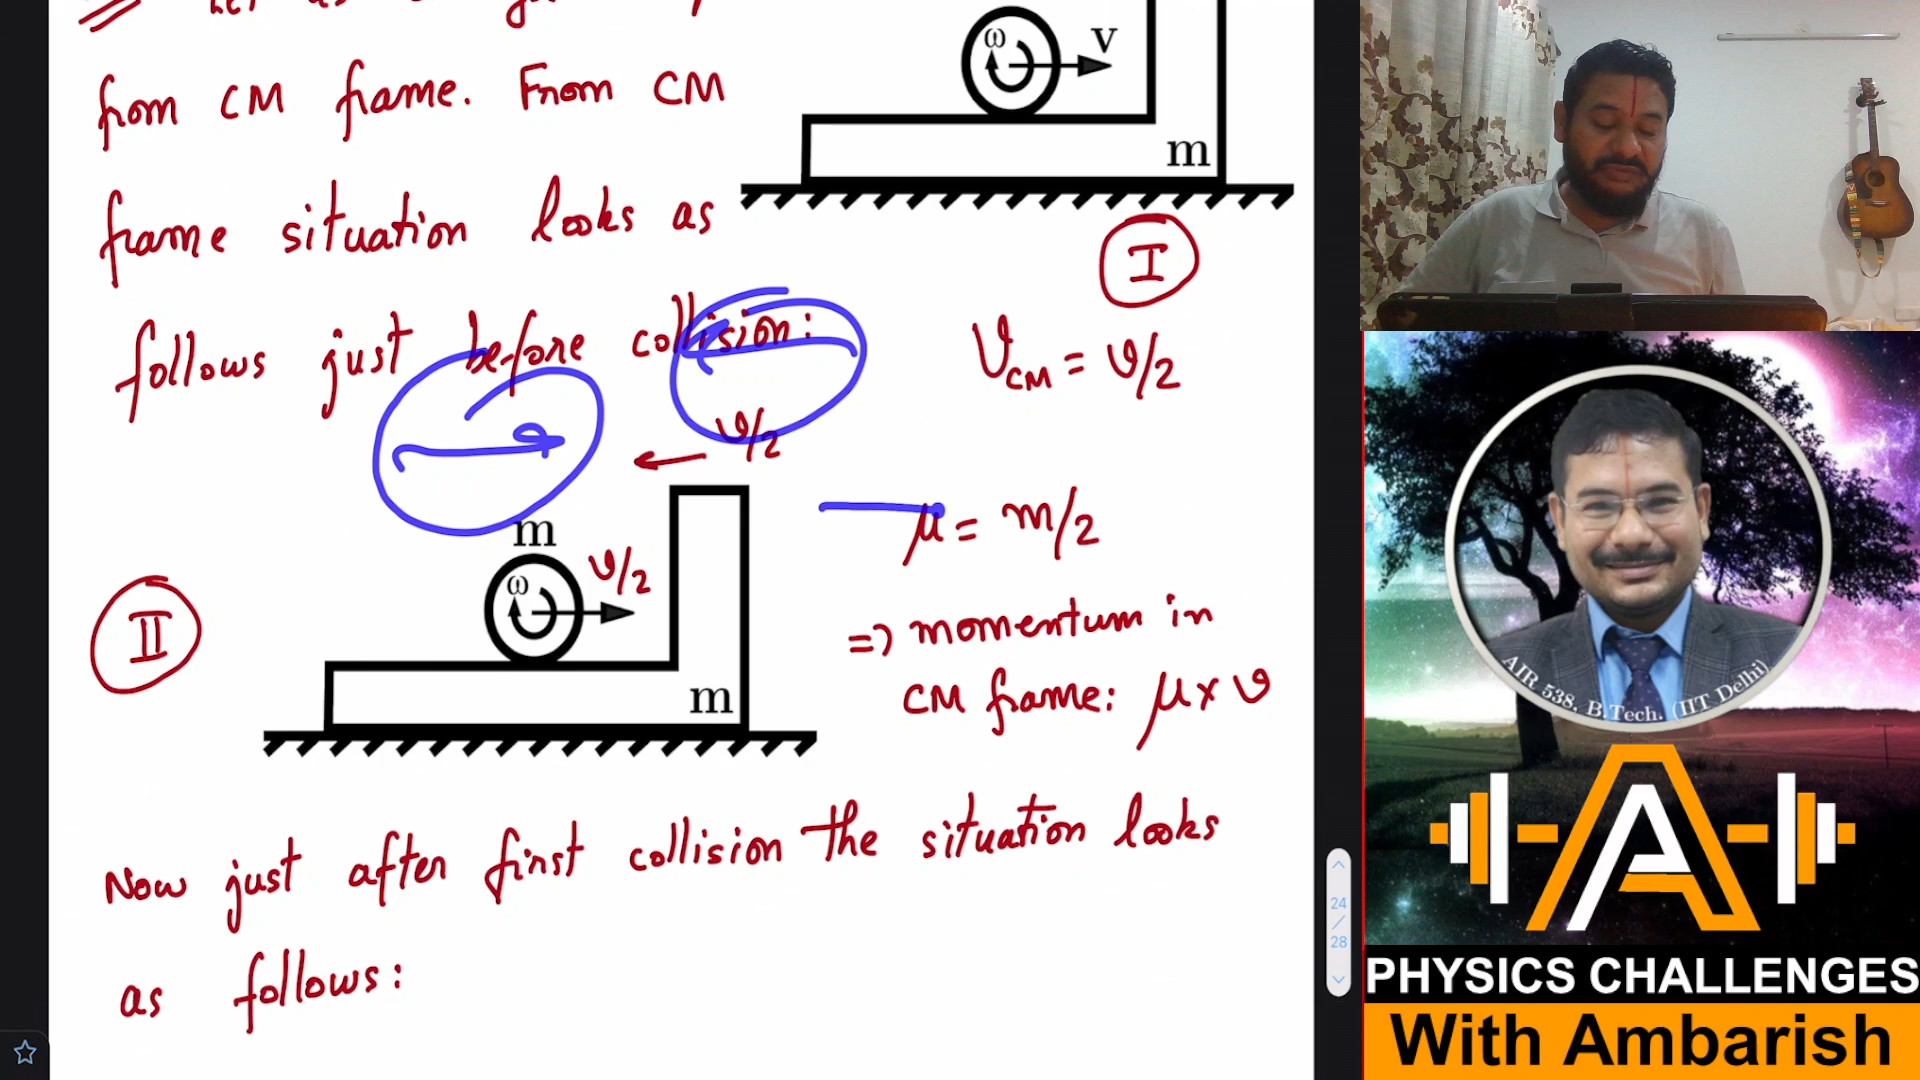 from CM frame. From CM
frame situation looks as
follows just before collision:
ω
v
m
I
V_CM = v/2
v/2
m
ω
v/2
m
II
μ = m/2
=> momentum in
CM frame: μ x v
Now just after first collision the situation looks
as follows:
24
/
28
AIR 538, B.Tech. (IIT Delhi)
A
PHYSICS CHALLENGES
With Ambarish